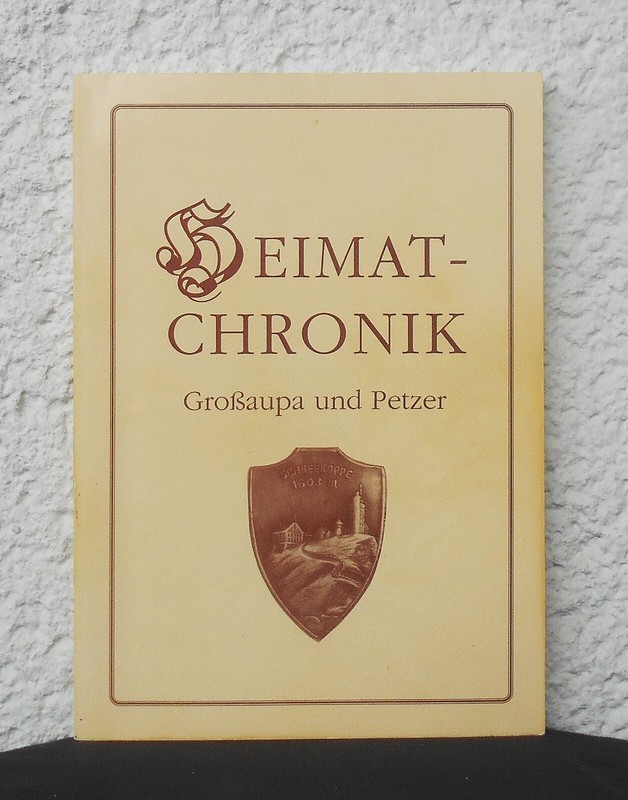 HEIMAT-
CHRONIK
Großaupa und Petzer
SCHNEEKOPPE
1603 M